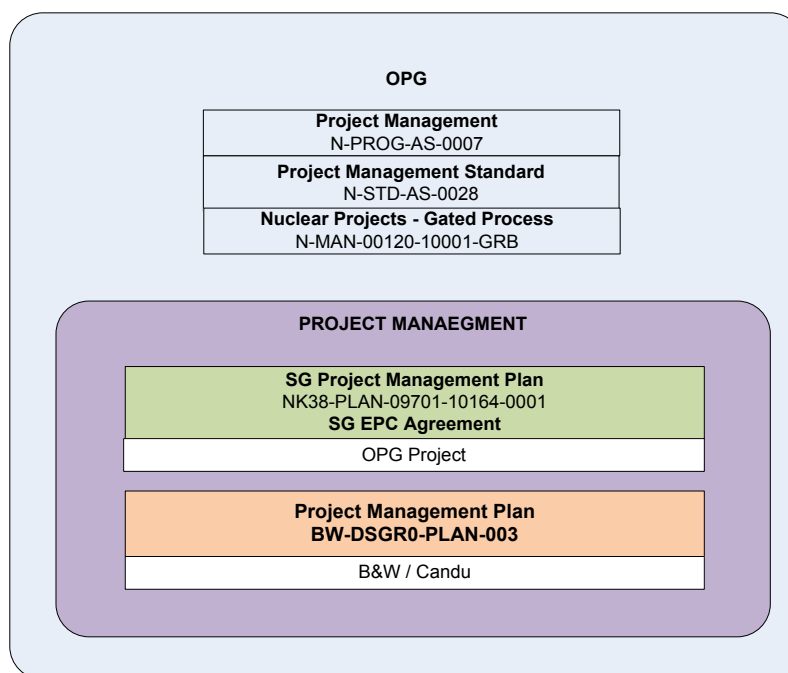 OPG
Project Management
N-PROG-AS-0007
Project Management Standard
N-STD-AS-0028
Nuclear Projects - Gated Process
N-MAN-00120-10001-GRB
PROJECT MANAEGMENT
SG Project Management Plan
NK38-PLAN-09701-10164-0001
SG EPC Agreement
OPG Project
Project Management Plan
BW-DSGR0-PLAN-003
B&W / Candu